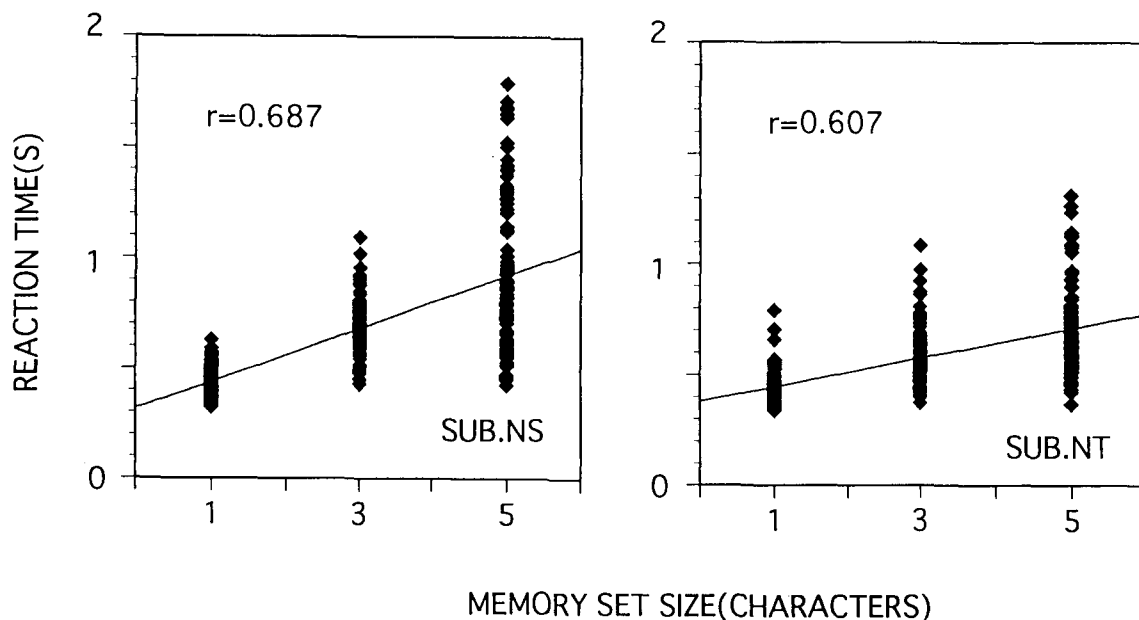 2
r=0.687
REACTION TIME(S)
1
SUB.NS
0
1 3 5
2
r=0.607
1
SUB.NT
0
1 3 5
MEMORY SET SIZE(CHARACTERS)